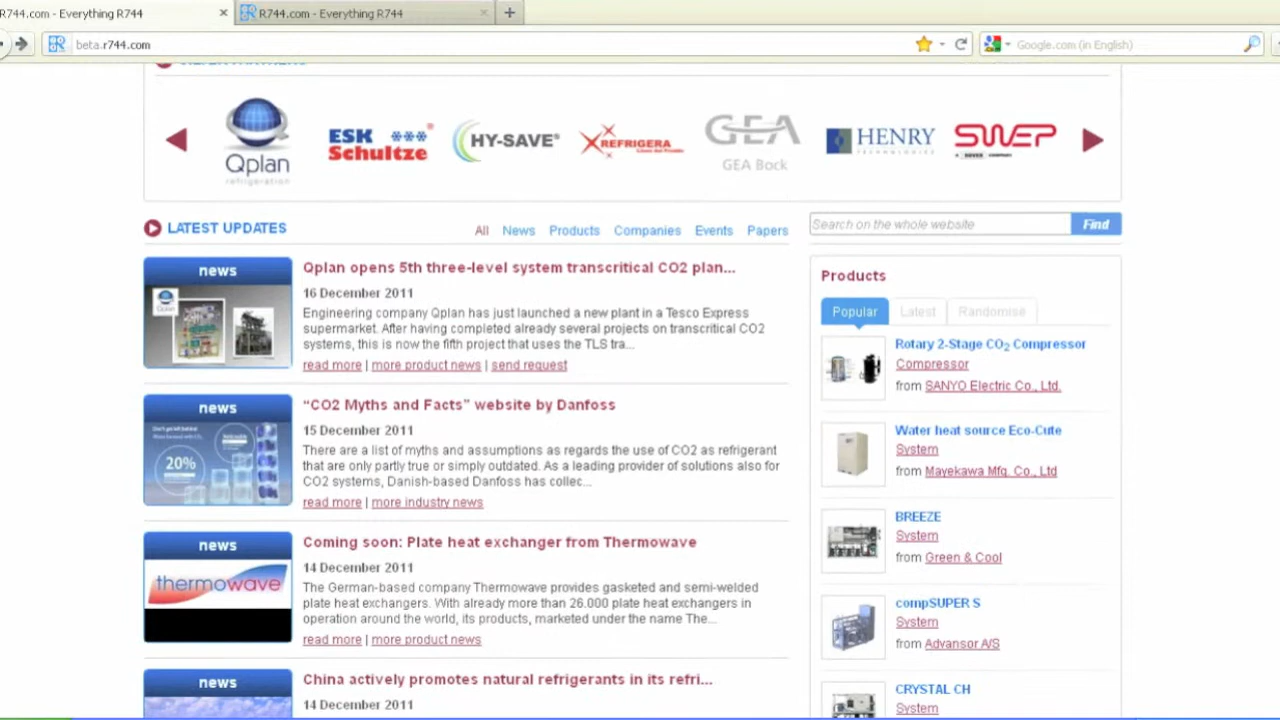 R744.com - Everything R744
R744.com - Everything R744
beta.r744.com
Google.com (in English)
Qplan
refrigeration
ESK
Schultze
HY-SAVE®
REFRIGERA
GEA
GEA Bock
HENRY
TECHNOLOGIES
SWEP
LATEST UPDATES
All News Products Companies Events Papers
Search on the whole website
Find
news
Qplan opens 5th three-level system transcritical CO2 plan...
16 December 2011
Engineering company Qplan has just launched a new plant in a Tesco Express
supermarket. After having completed already several projects on transcritical CO2
systems, this is now the fifth project that uses the TLS tra...
read more | more product news | send request
news
20%
“CO2 Myths and Facts” website by Danfoss
15 December 2011
There are a list of myths and assumptions as regards the use of CO2 as refrigerant
that are only partly true or simply outdated. As a leading provider of solutions also for
CO2 systems, Danish-based Danfoss has collec...
read more | more industry news
news
thermowave
Coming soon: Plate heat exchanger from Thermowave
14 December 2011
The German-based company Thermowave provides gasketed and semi-welded
plate heat exchangers. With already more than 26.000 plate heat exchangers in
operation around the world, its products, marketed under the name The...
read more | more product news
news
China actively promotes natural refrigerants in its refri...
14 December 2011
Products
Popular Latest Randomise
Rotary 2-Stage CO2 Compressor
Compressor
from SANYO Electric Co., Ltd.
Water heat source Eco-Cute
System
from Mayekawa Mfg. Co., Ltd
BREEZE
System
from Green & Cool
compSUPER S
System
from Advansor A/S
CRYSTAL CH
System